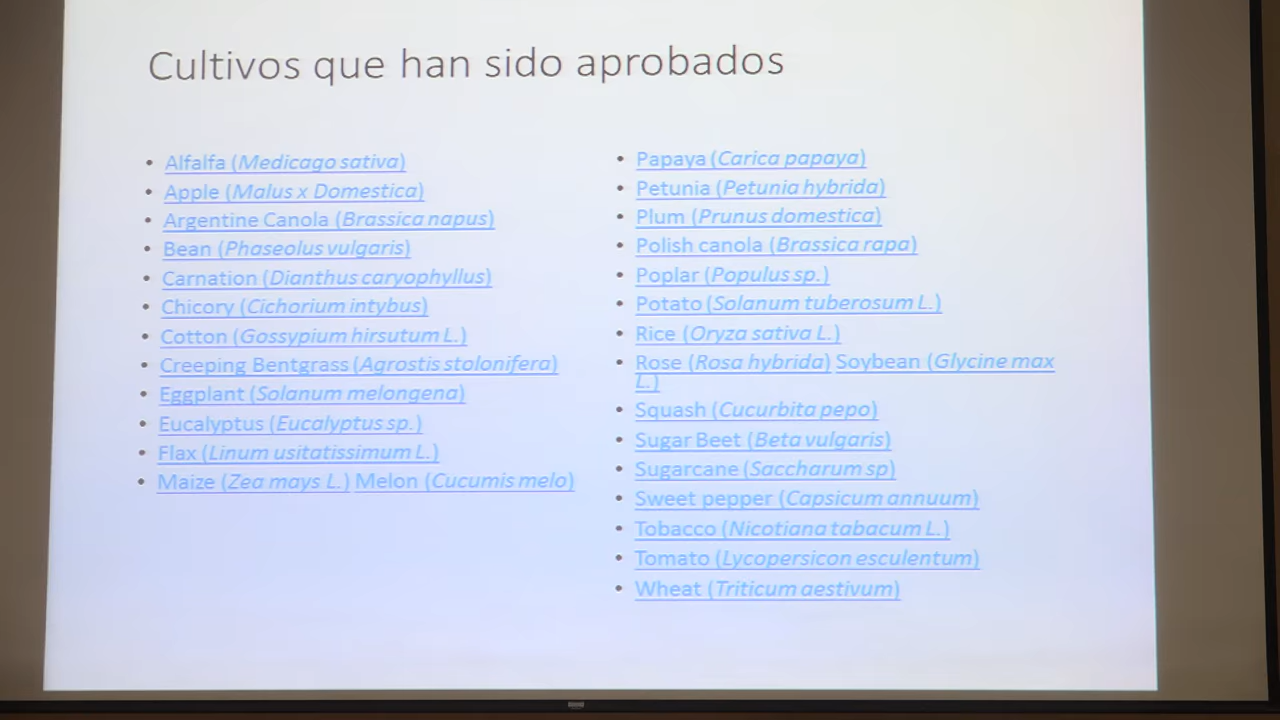 Cultivos que han sido aprobados
• Alfalfa (Medicago sativa)
• Apple (Malus x Domestica)
• Argentine Canola (Brassica napus)
• Bean (Phaseolus vulgaris)
• Carnation (Dianthus caryophyllus)
• Chicory (Cichorium intybus)
• Cotton (Gossypium hirsutum L.)
• Creeping Bentgrass (Agrostis stolonifera)
• Eggplant (Solanum melongena)
• Eucalyptus (Eucalyptus sp.)
• Flax (Linum usitatissimum L.)
• Maize (Zea mays L.) Melon (Cucumis melo)
• Papaya (Carica papaya)
• Petunia (Petunia hybrida)
• Plum (Prunus domestica)
• Polish canola (Brassica rapa)
• Poplar (Populus sp.)
• Potato (Solanum tuberosum L.)
• Rice (Oryza sativa L.)
• Rose (Rosa hybrida) Soybean (Glycine max
L.)
• Squash (Cucurbita pepo)
• Sugar Beet (Beta vulgaris)
• Sugarcane (Saccharum sp)
• Sweet pepper (Capsicum annuum)
• Tobacco (Nicotiana tabacum L.)
• Tomato (Lycopersicon esculentum)
• Wheat (Triticum aestivum)